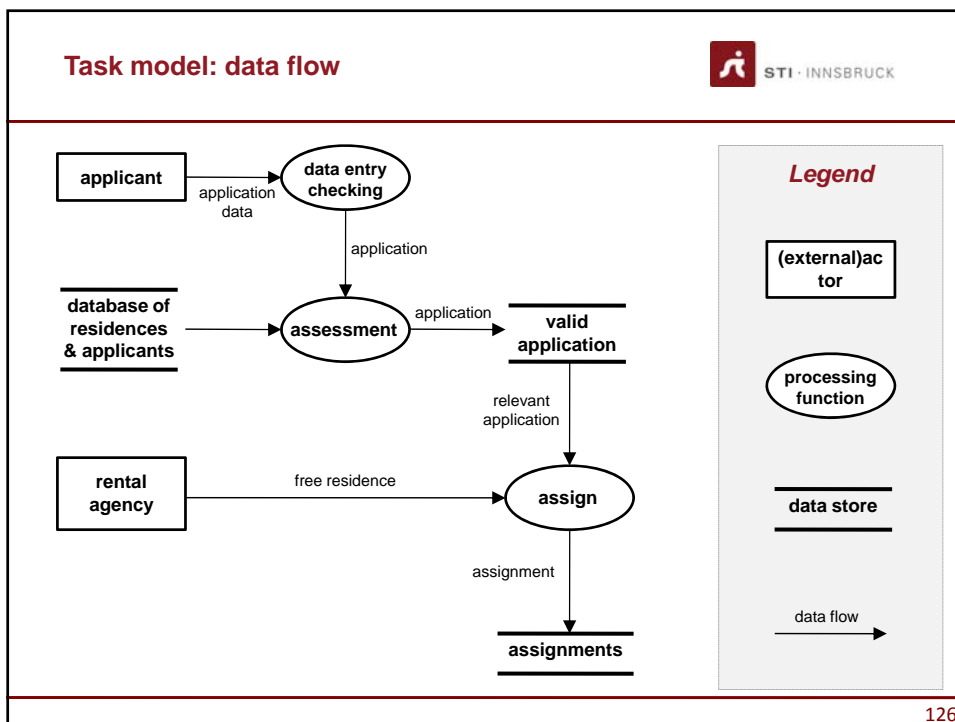 Task model: data flow
STI · INNSBRUCK
applicant
application
data
data entry
checking
application
database of
residences
& applicants
assessment
application
valid
application
relevant
application
rental
agency
free residence
assign
assignment
assignments
Legend
(external)ac
tor
processing
function
data store
data flow
126